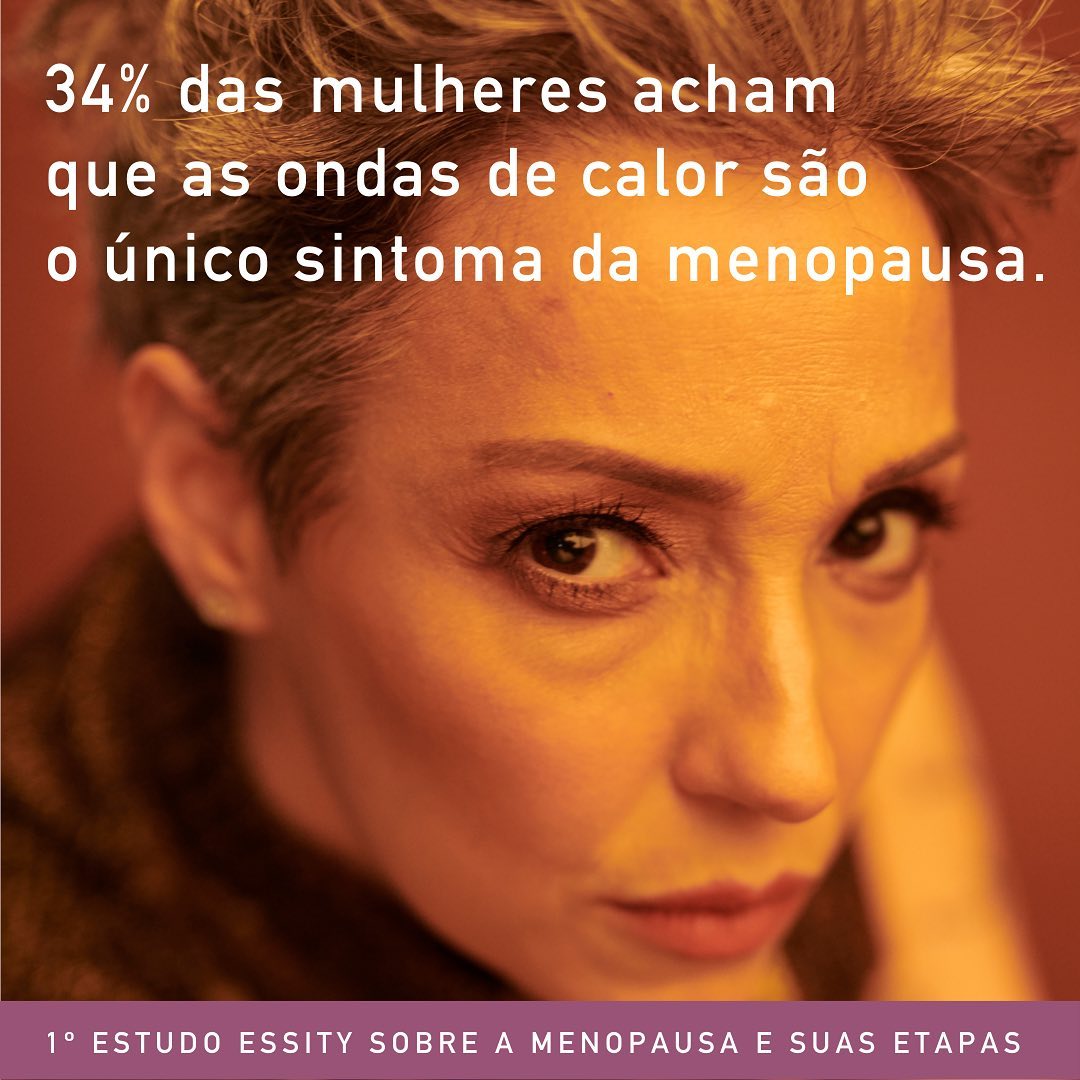 34% das mulheres acham
que as ondas de calor são
o único sintoma da menopausa.
1º ESTUDO ESSITY SOBRE A MENOPAUSA E SUAS ETAPAS